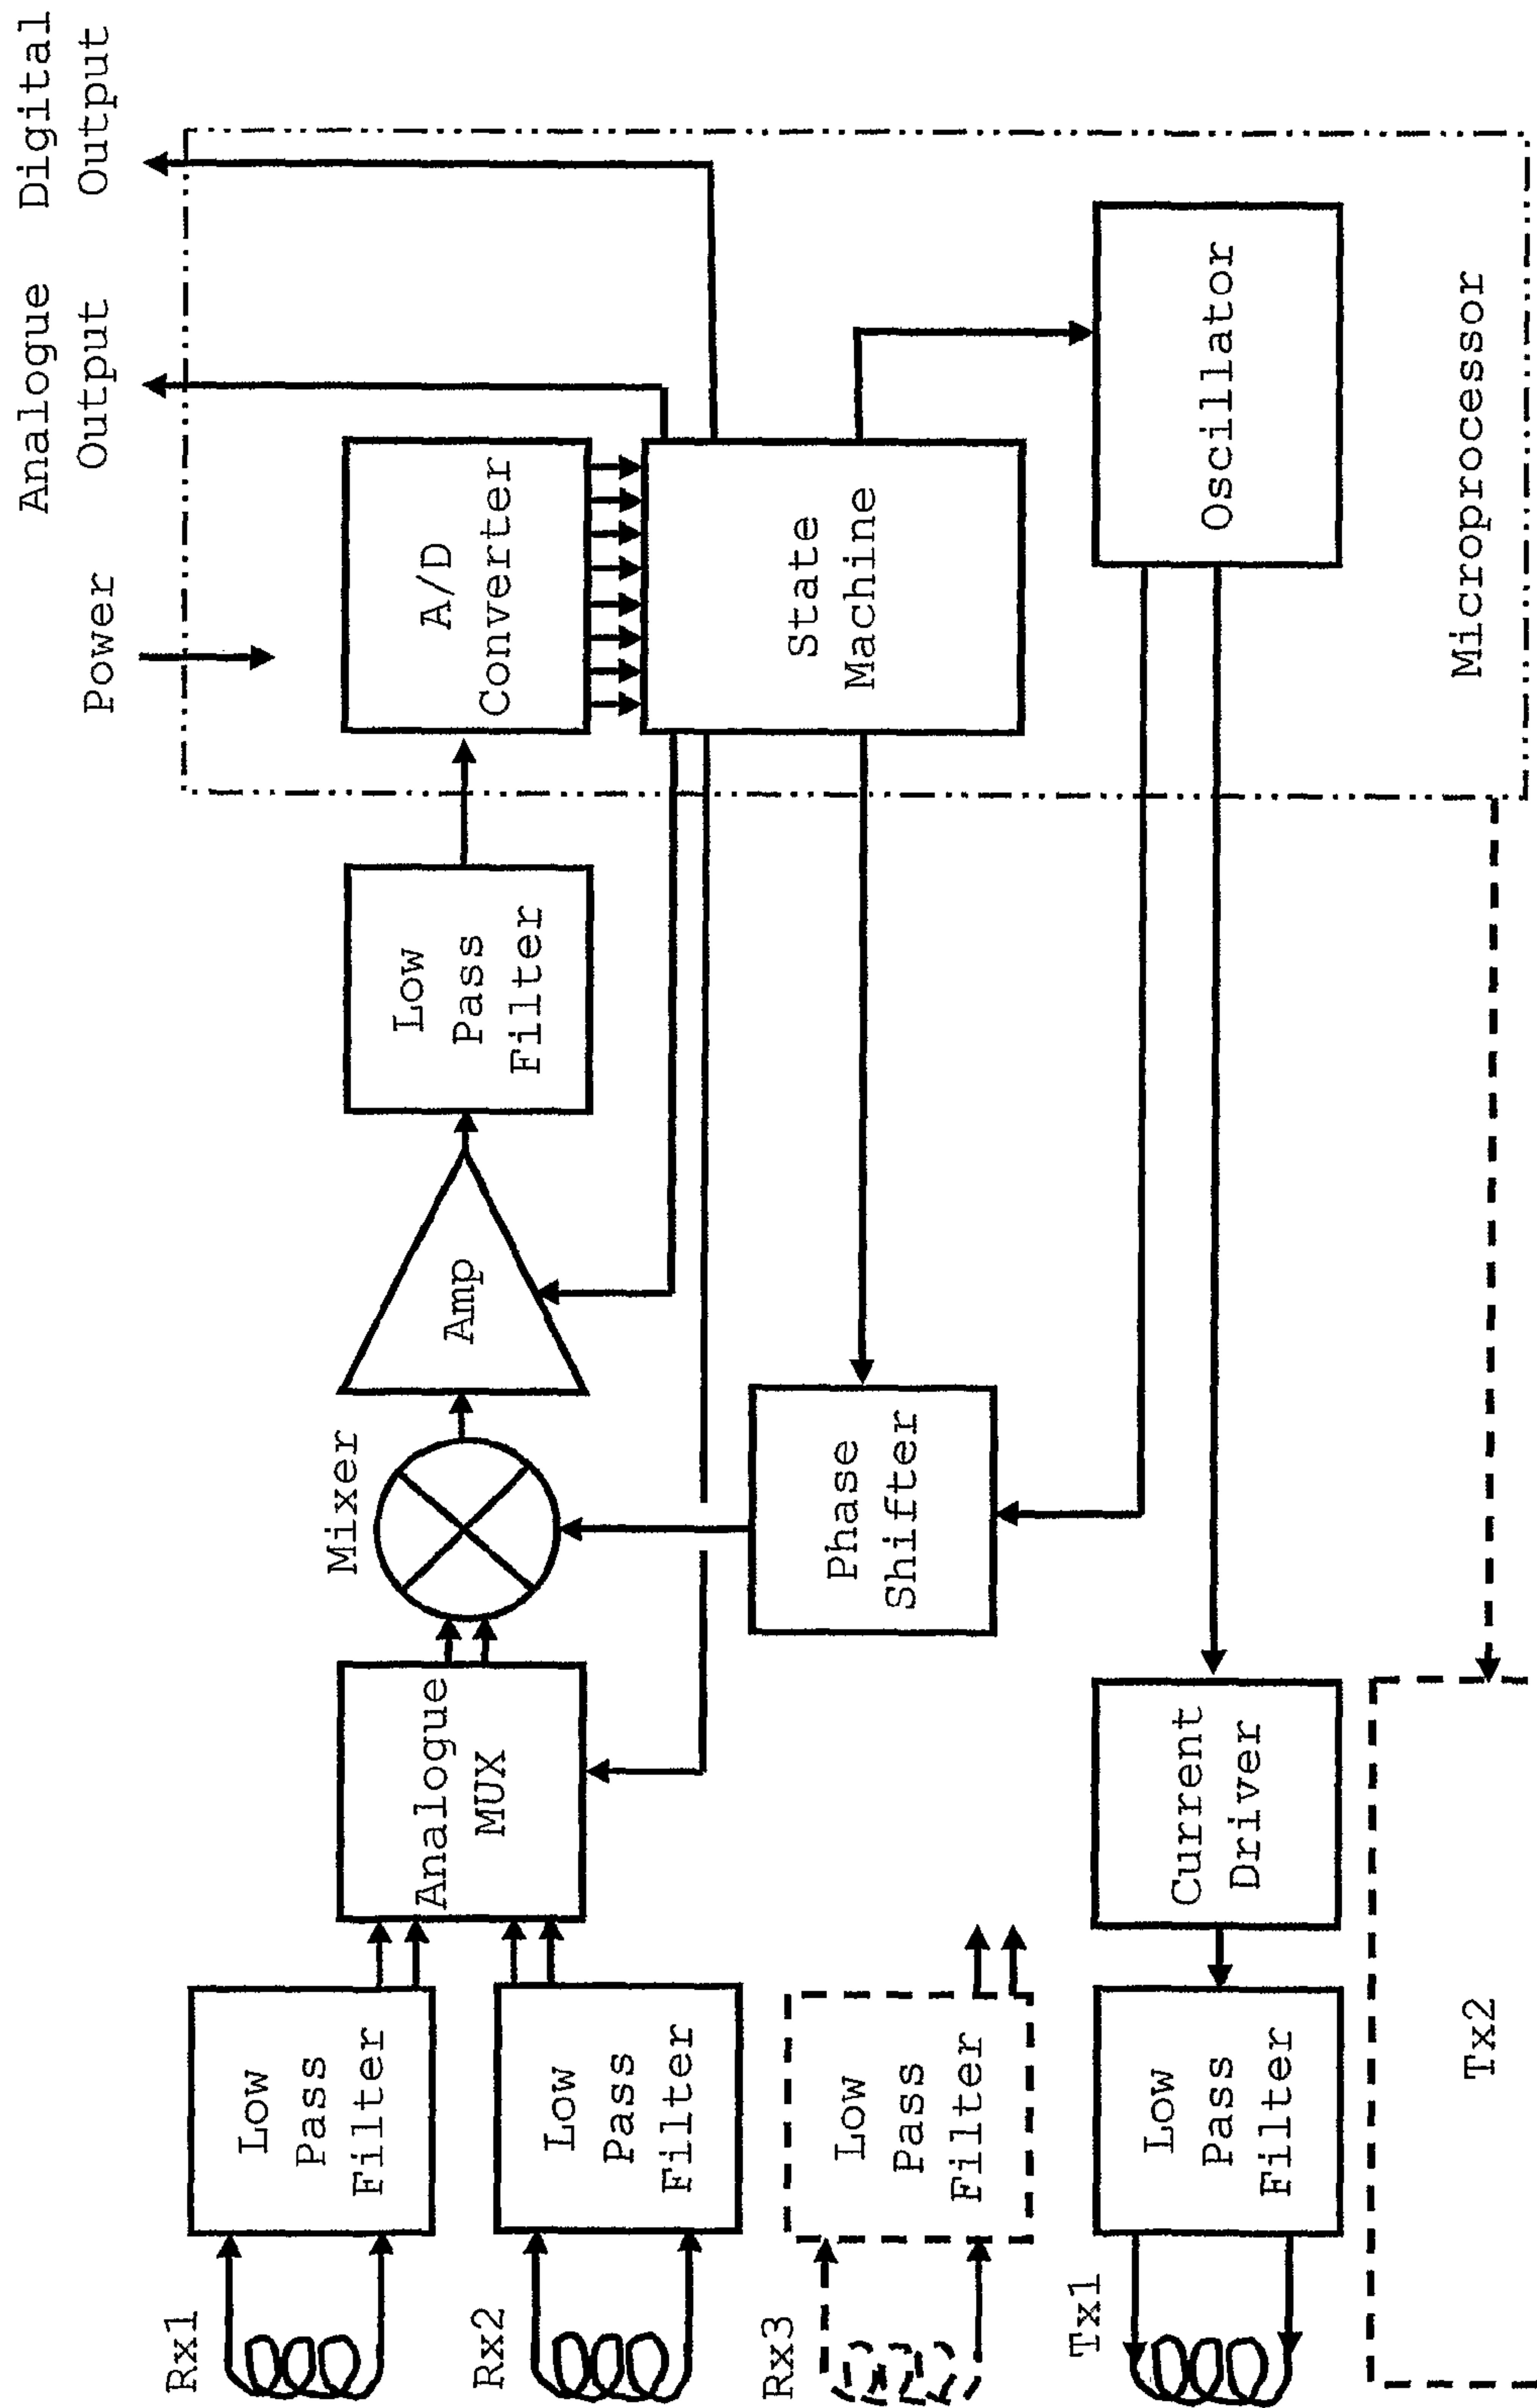 Rx1
Low
Pass
Filter
Rx2
Low
Pass
Filter
Rx3
Low
Pass
Filter
Tx1
Low
Pass
Filter
Tx2
Analogue
MUX
Current
Driver
Mixer
Phase
Shifter
Amp
Low
Pass
Filter
Power
A/D
Converter
State
Machine
Oscillator
Microprocessor
Analogue
Output
Digital
Output